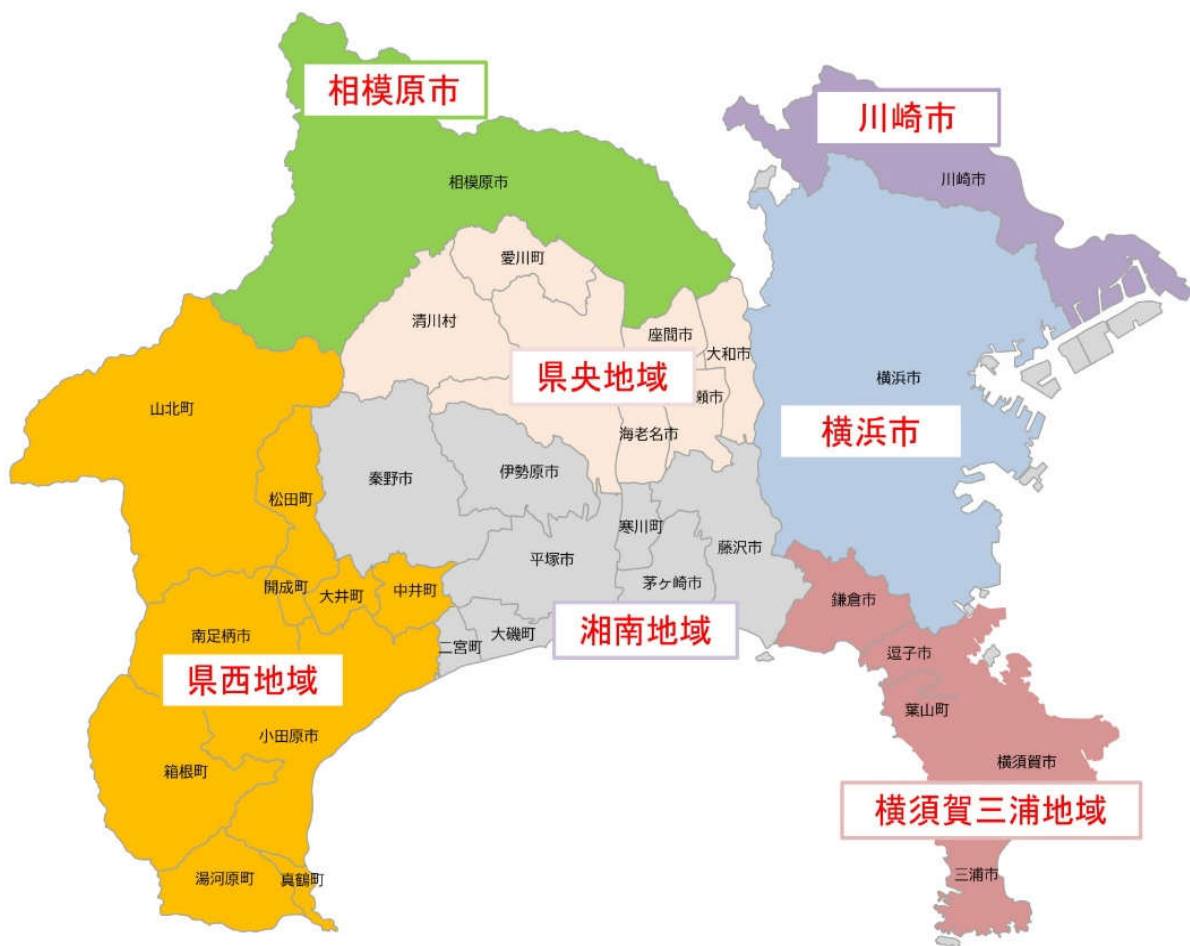 相模原市
川崎市
川崎市
相模原市
愛川町
清川村
座間市
大和市
県央地域
横浜市
瀬市
山北町
横浜市
海老名市
伊勢原市
秦野市
松田町
寒川町
藤沢市
平塚市
茅ヶ崎市
開成町
大井町
中井町
鎌倉市
湘南地域
南足柄市
大磯町
二宮町
逗子市
県西地域
葉山町
小田原市
横須賀市
箱根町
横須賀三浦地域
湯河原町
真鶴町
三浦市